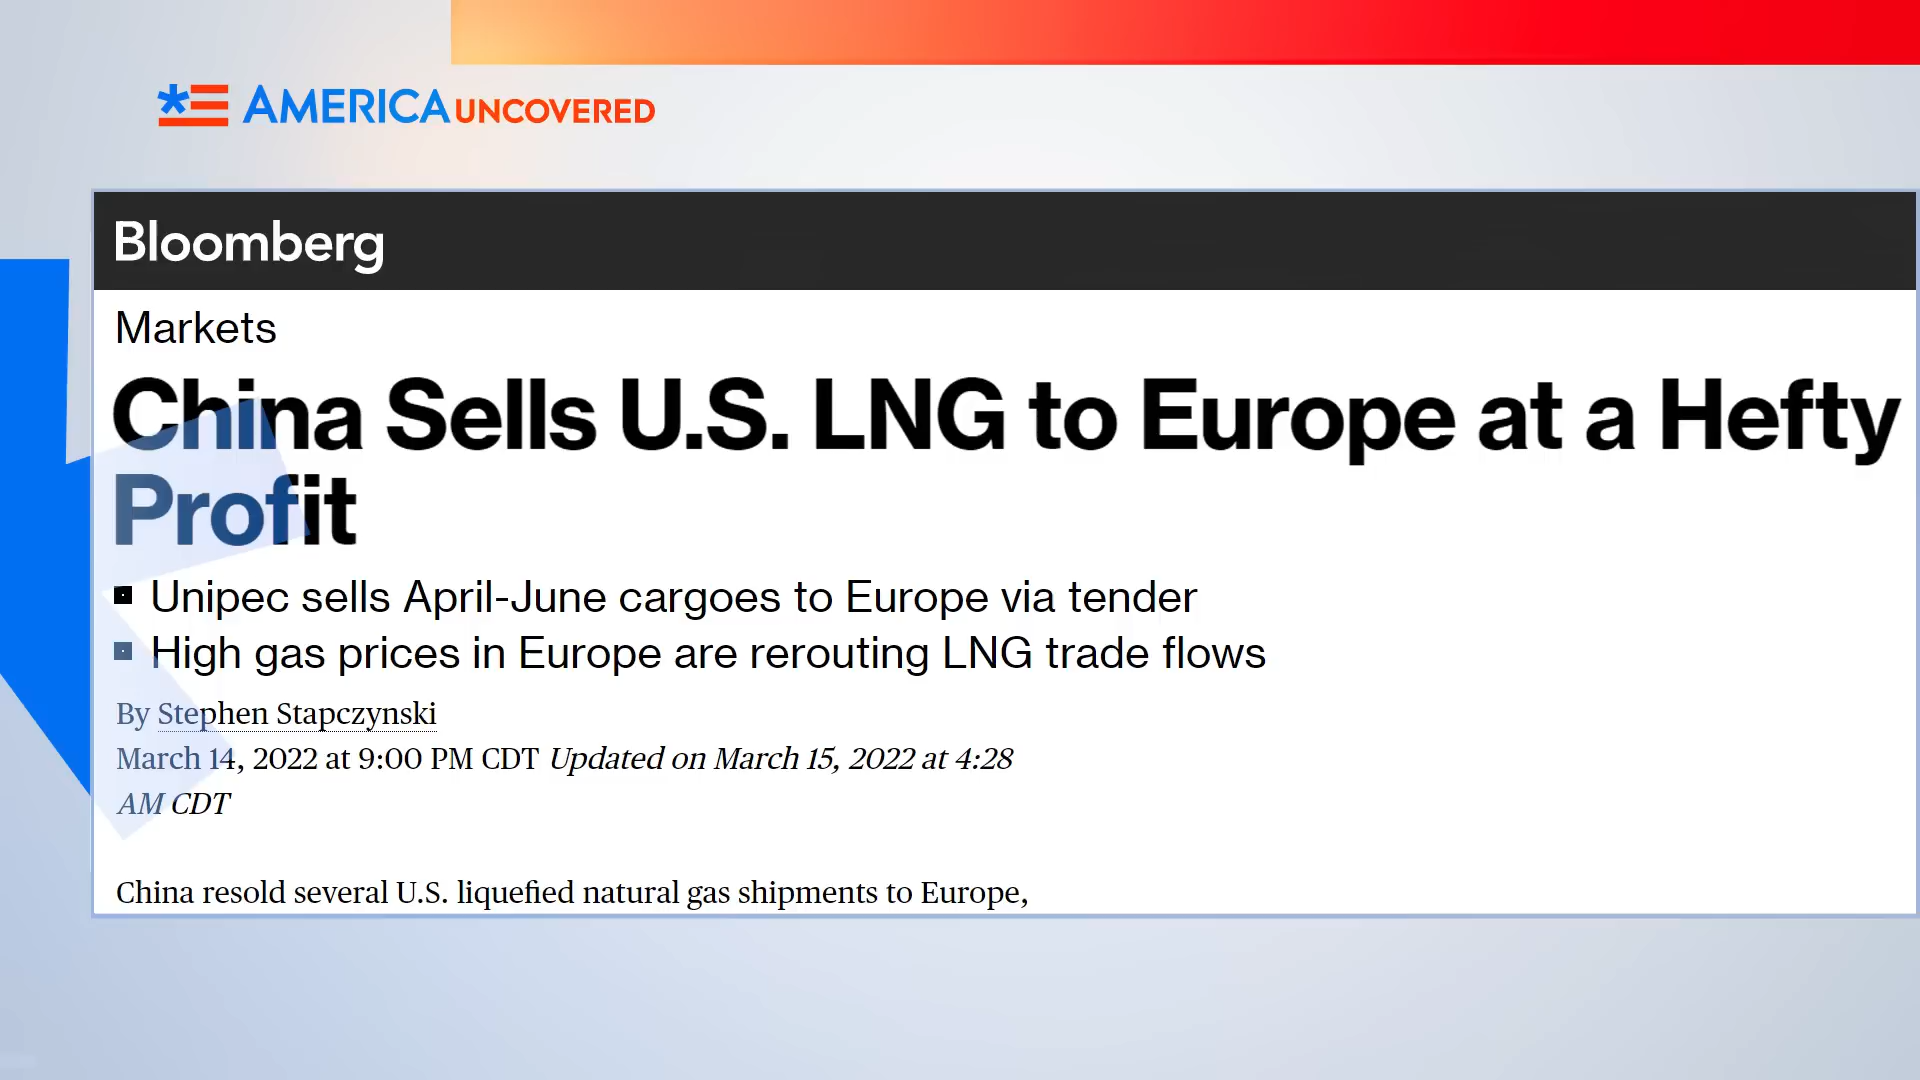 AMERICA UNCOVERED
Bloomberg
Markets
China Sells U.S. LNG to Europe at a Hefty
Profit
Unipec sells April-June cargoes to Europe via tender
High gas prices in Europe are rerouting LNG trade flows
By Stephen Stapczynski
March 14, 2022 at 9:00 PM CDT Updated on March 15, 2022 at 4:28
AM CDT
China resold several U.S. liquefied natural gas shipments to Europe,